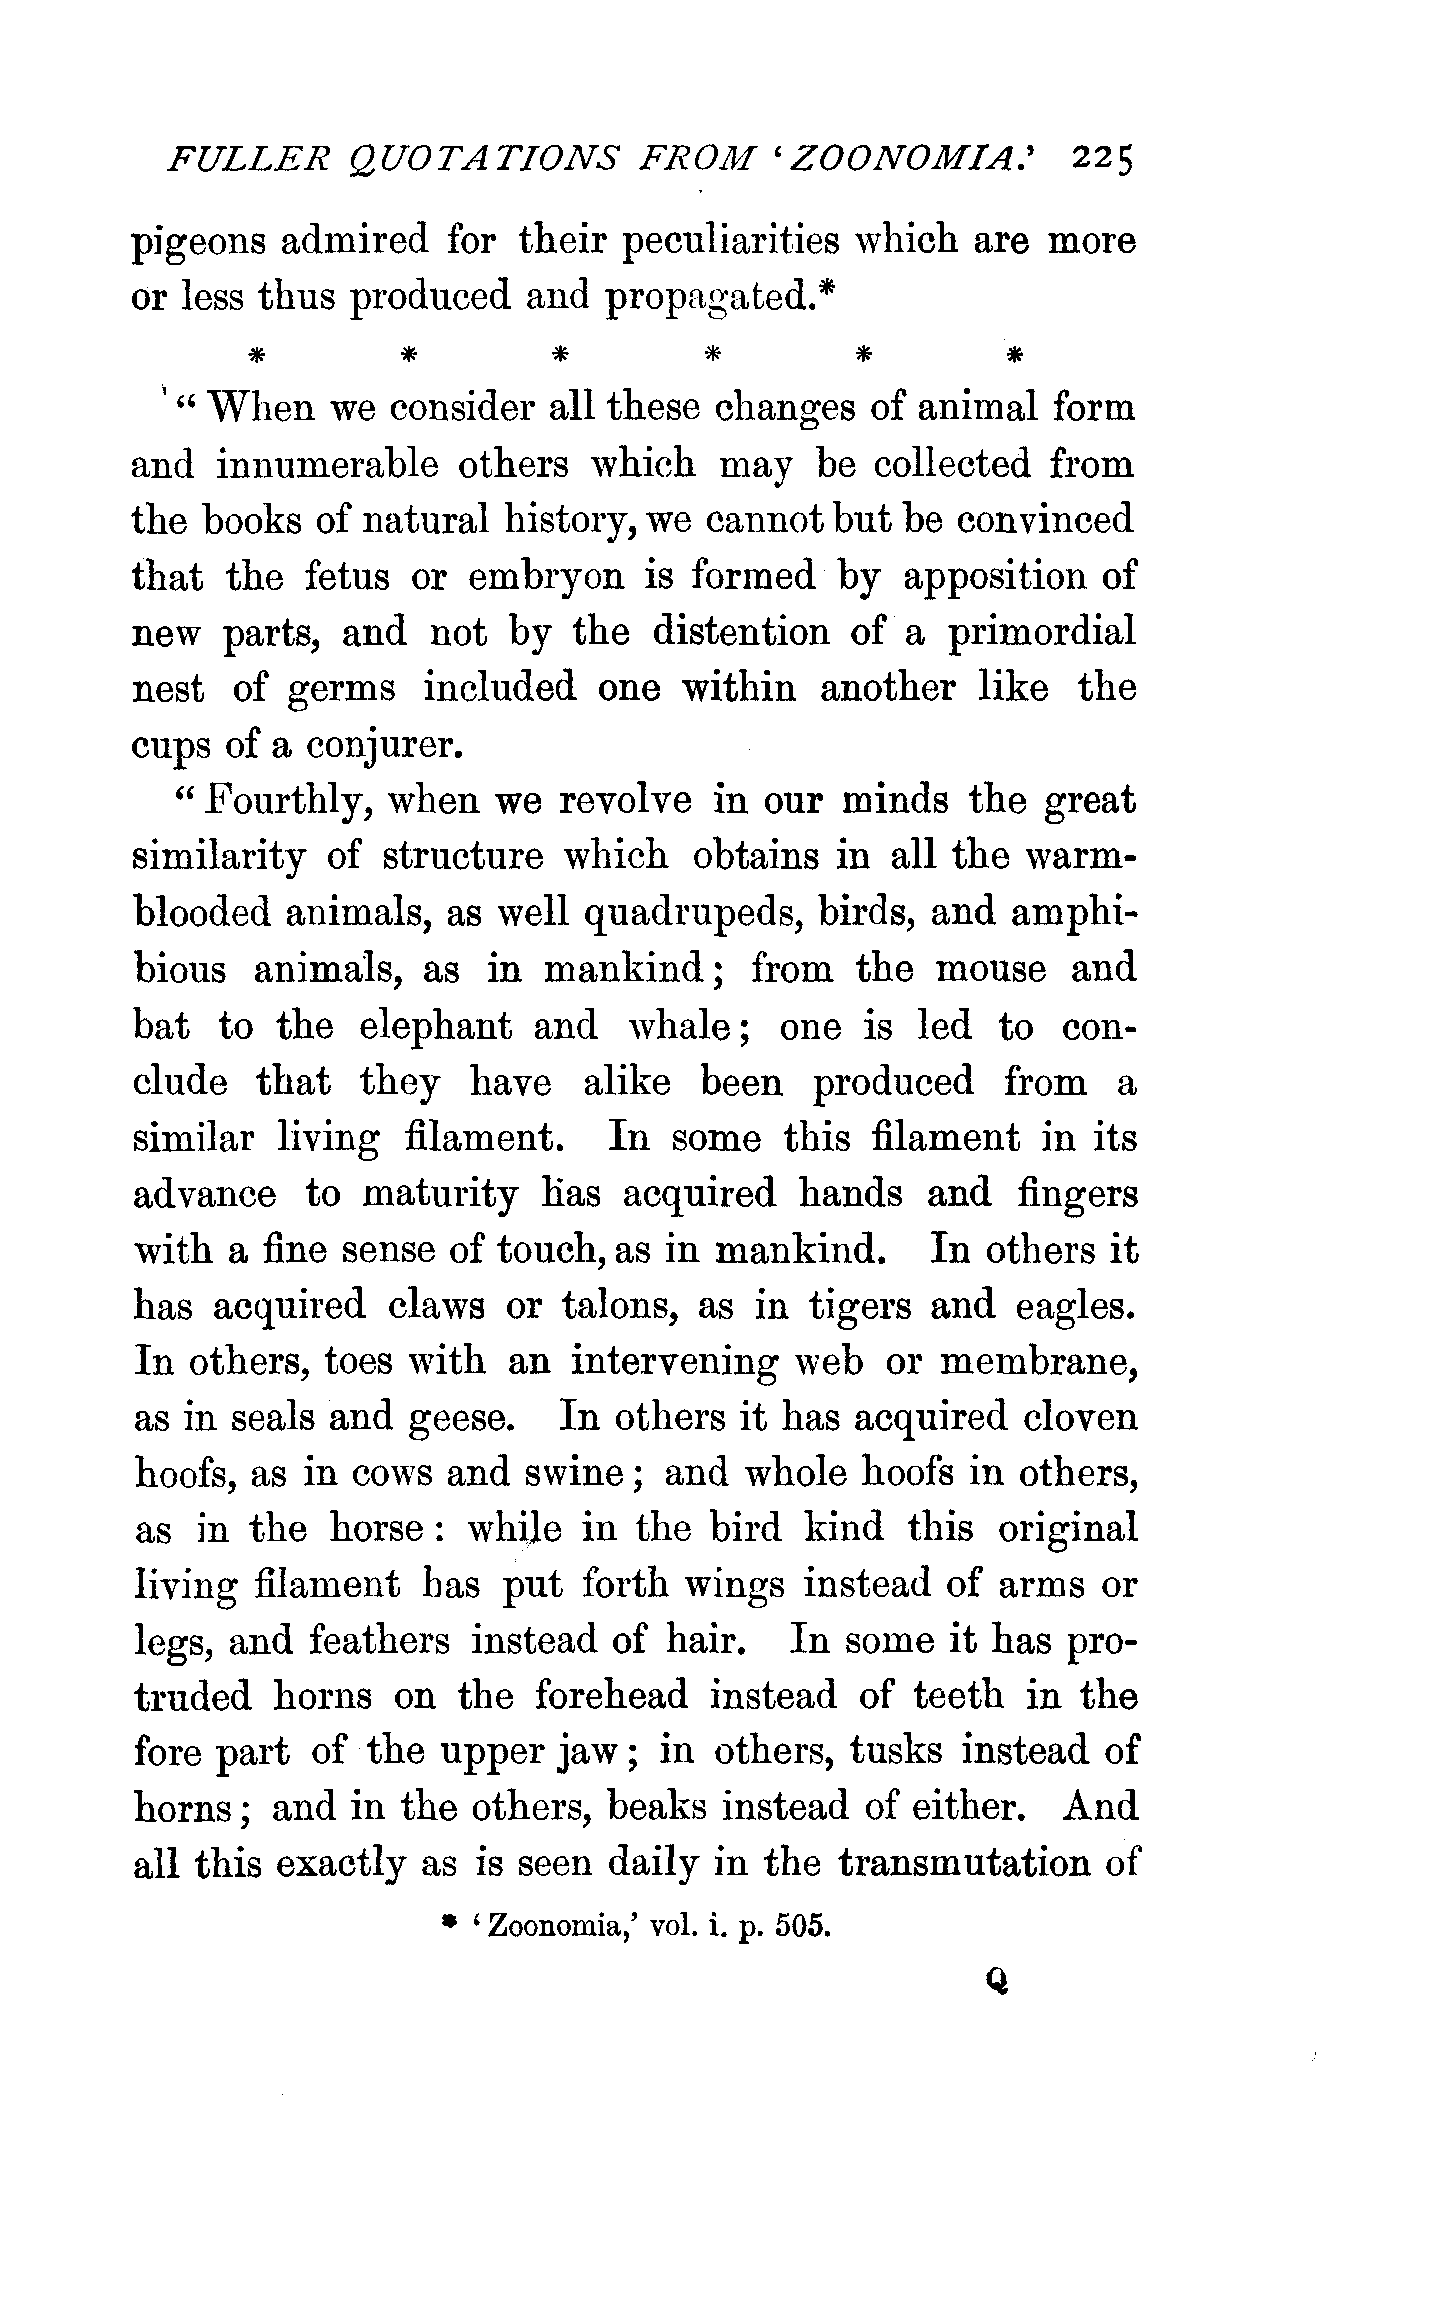 FULLER QUOTATIONS FROM ‘ZOONOMIA.’ 225
pigeons admired for their peculiarities which are more
or less thus produced and propagated.*
* * * * * *
“ When we consider all these changes of animal form
and innumerable others which may be collected from
the books of natural history, we cannot but be convinced
that the fetus or embryon is formed by apposition of
new parts, and not by the distention of a primordial
nest of germs included one within another like the
cups of a conjurer.
“ Fourthly, when we revolve in our minds the great
similarity of structure which obtains in all the warm-
blooded animals, as well quadrupeds, birds, and amphi-
bious animals, as in mankind; from the mouse and
bat to the elephant and whale; one is led to con-
clude that they have alike been produced from a
similar living filament. In some this filament in its
advance to maturity has acquired hands and fingers
with a fine sense of touch, as in mankind. In others it
has acquired claws or talons, as in tigers and eagles.
In others, toes with an intervening web or membrane,
as in seals and geese. In others it has acquired cloven
hoofs, as in cows and swine; and whole hoofs in others,
as in the horse: while in the bird kind this original
living filament has put forth wings instead of arms or
legs, and feathers instead of hair. In some it has pro-
truded horns on the forehead instead of teeth in the
fore part of the upper jaw; in others, tusks instead of
horns; and in the others, beaks instead of either. And
all this exactly as is seen daily in the transmutation of
* ‘Zoonomia,’ vol. i. p. 505.
Q